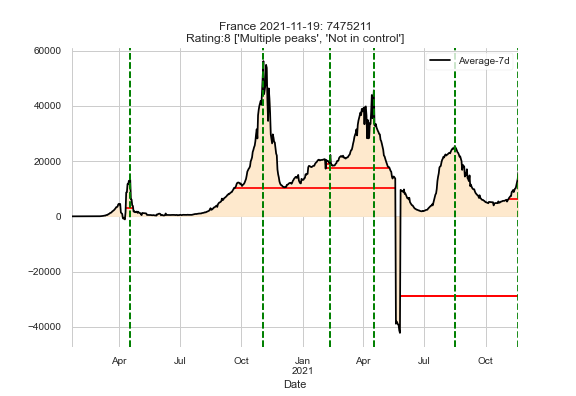 France 2021-11-19: 7475211
Rating:8 ['Multiple peaks', 'Not in control']
Average-7d
60000
40000
20000
0
−20000
−40000
Apr
Jul
Oct
Jan
2021
Apr
Jul
Oct
Date